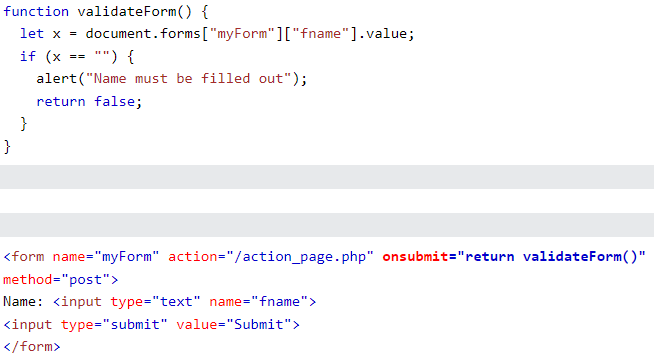 function validateForm() {
  let x = document.forms["myForm"]["fname"].value;
  if (x == "") {
    alert("Name must be filled out");
    return false;
  }
}
<form name="myForm" action="/action_page.php" onsubmit="return validateForm()"
method="post">
Name: <input type="text" name="fname">
<input type="submit" value="Submit">
</form>